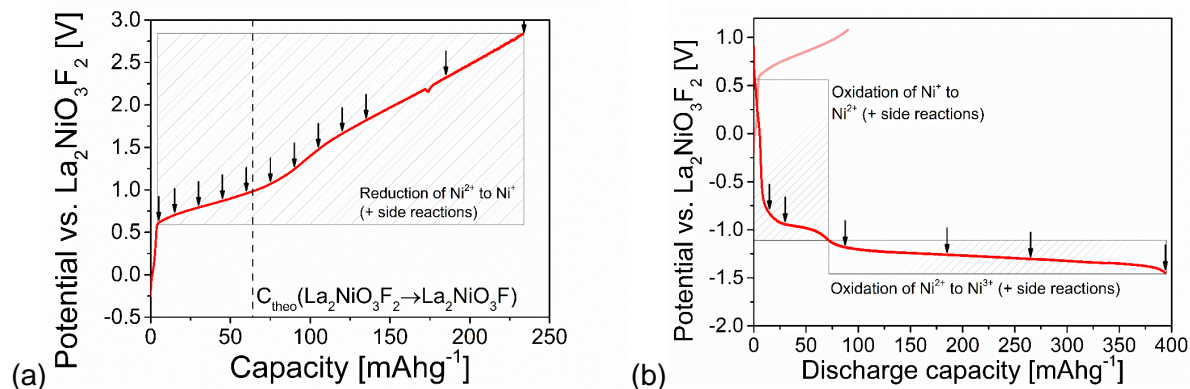 (a)
Potential vs. La₂NiO₃F₂ [V]
3.0
2.5
2.0
1.5
1.0
0.5
0.0
-0.5
Reduction of Ni²⁺ to Ni⁺
(+ side reactions)
C_theo(La₂NiO₃F₂→La₂NiO₃F)
0 50 100 150 200 250
Capacity [mAhg⁻¹]
(b)
Potential vs. La₂NiO₃F₂ [V]
1.0
0.5
0.0
-0.5
-1.0
-1.5
-2.0
Oxidation of Ni⁺ to
Ni²⁺ (+ side reactions)
Oxidation of Ni²⁺ to Ni³⁺ (+ side reactions)
0 50 100 150 200 250 300 350 400
Discharge capacity [mAhg⁻¹]